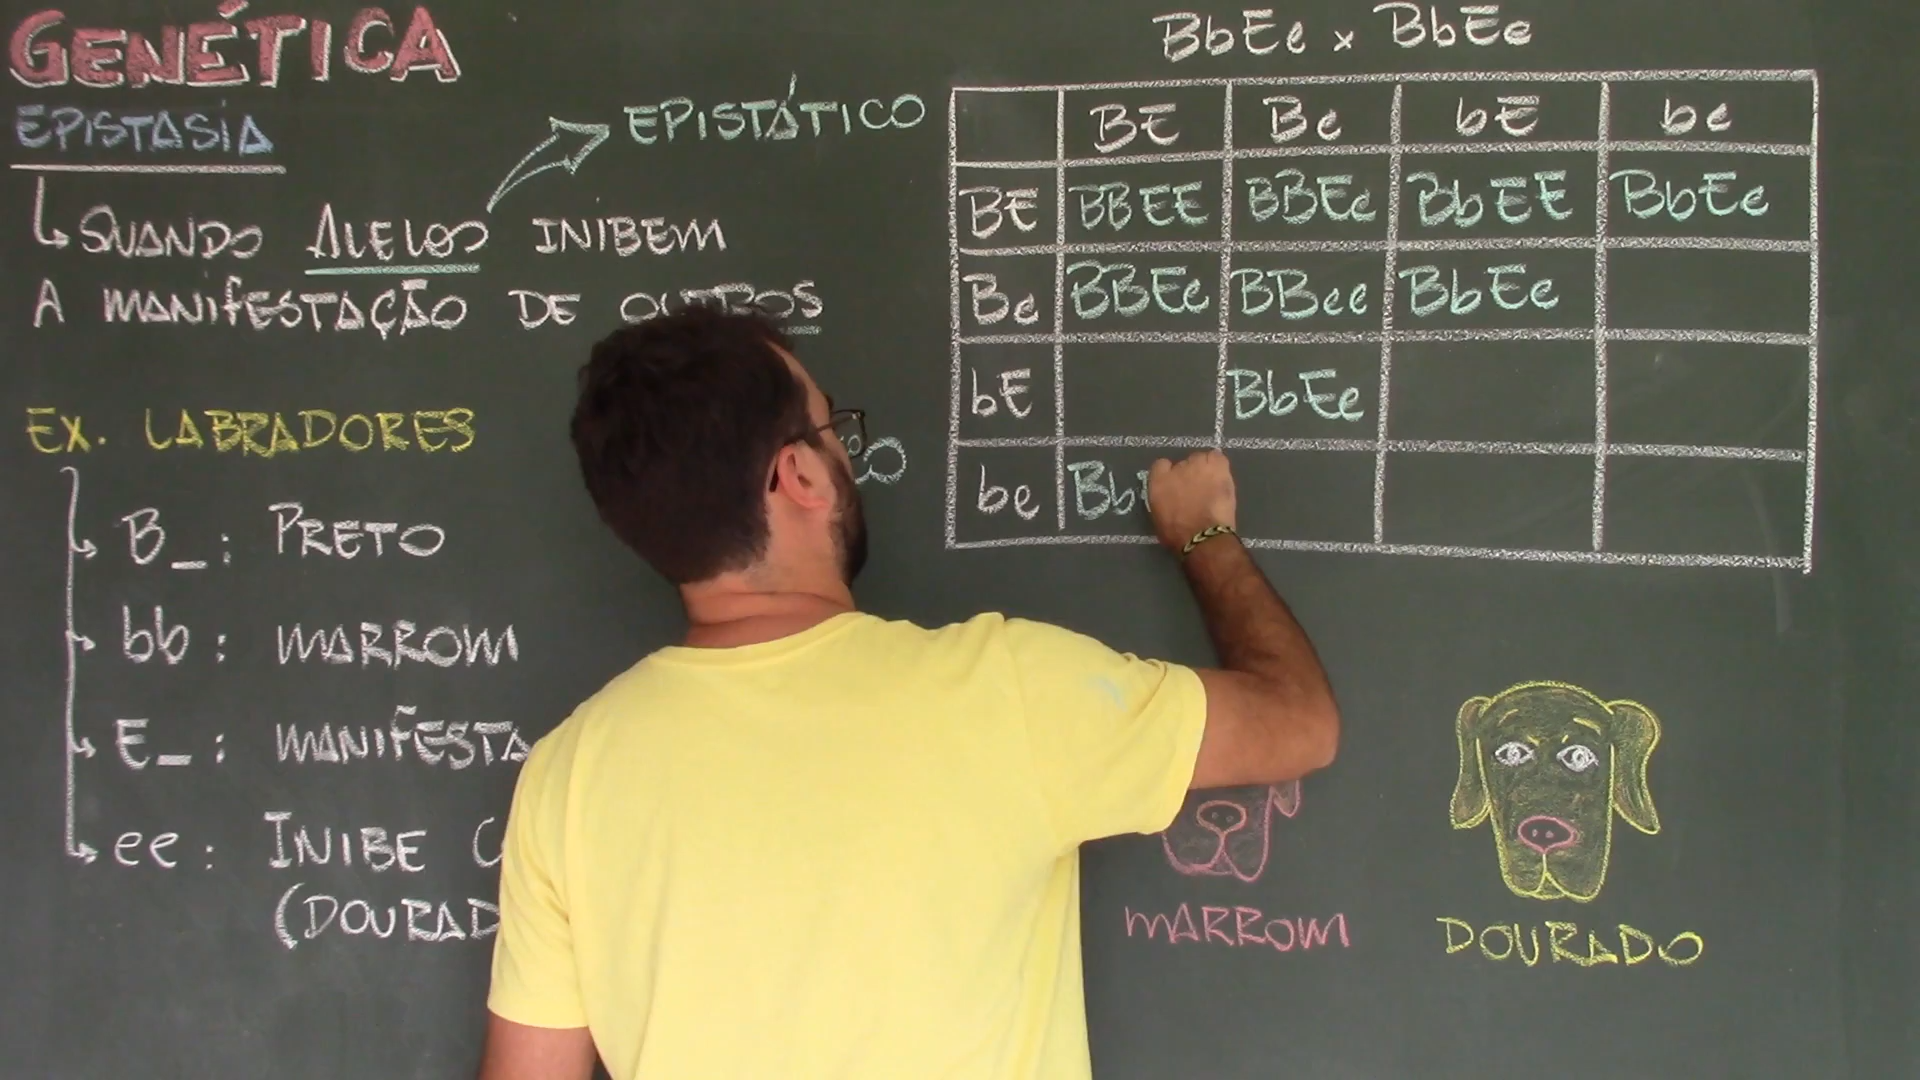 GENÉTICA
EPISTASIA
EPISTÁTICO
QUANDO ALELOS INIBEM
A MANIFESTAÇÃO DE OUTROS
EX. LABRADORES
B_: PRETO
bb: MARROM
E_: MANIFESTA
ee: INIBE C
(DOURAD
BbEe x BbEe
BE Be bE be
BE BBEE BBEe BbEE BbEe
Be BBEe BBee BbEe
bE BbEe
be Bb
MARROM
DOURADO